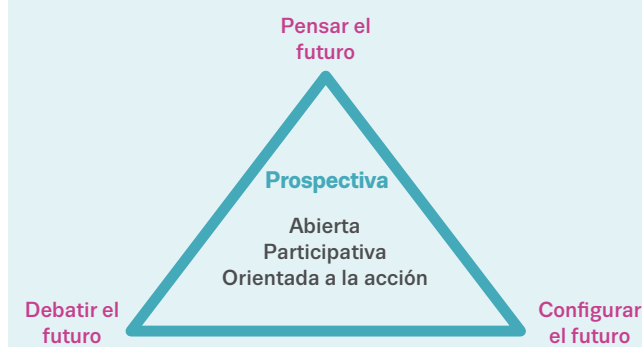 Pensar el
futuro
Prospectiva
Abierta
Participativa
Orientada a la acción
Debatir el
futuro
Configurar
el futuro